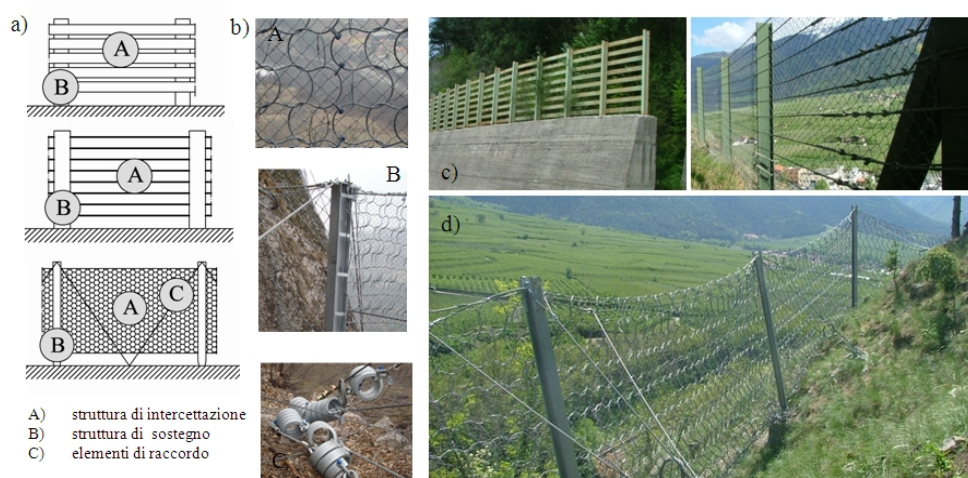 a)
A
B
A
B
A
C
B
A) struttura di intercettazione
B) struttura di sostegno
C) elementi di raccordo
b)
A
B
C
c)
d)